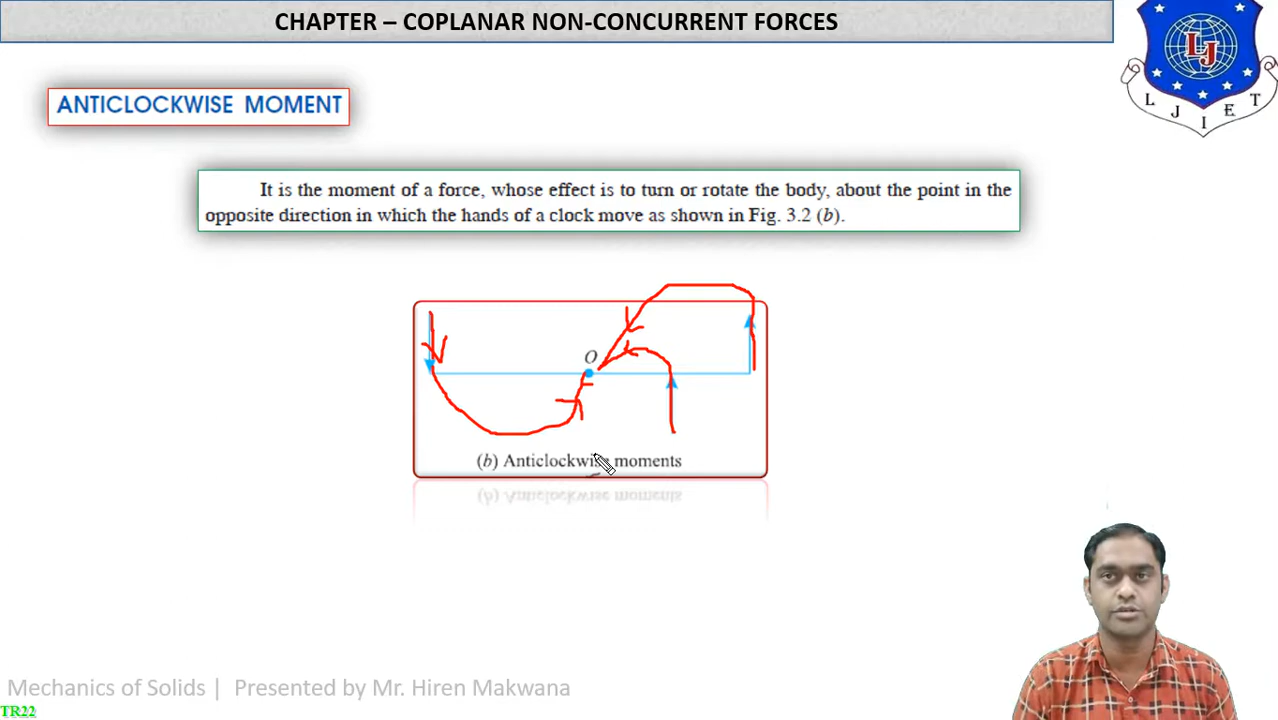 CHAPTER – COPLANAR NON-CONCURRENT FORCES
L J I E T
LJ
ANTICLOCKWISE MOMENT
It is the moment of a force, whose effect is to turn or rotate the body, about the point in the
opposite direction in which the hands of a clock move as shown in Fig. 3.2 (b).
O
(b) Anticlockwise moments
Mechanics of Solids | Presented by Mr. Hiren Makwana
TR22